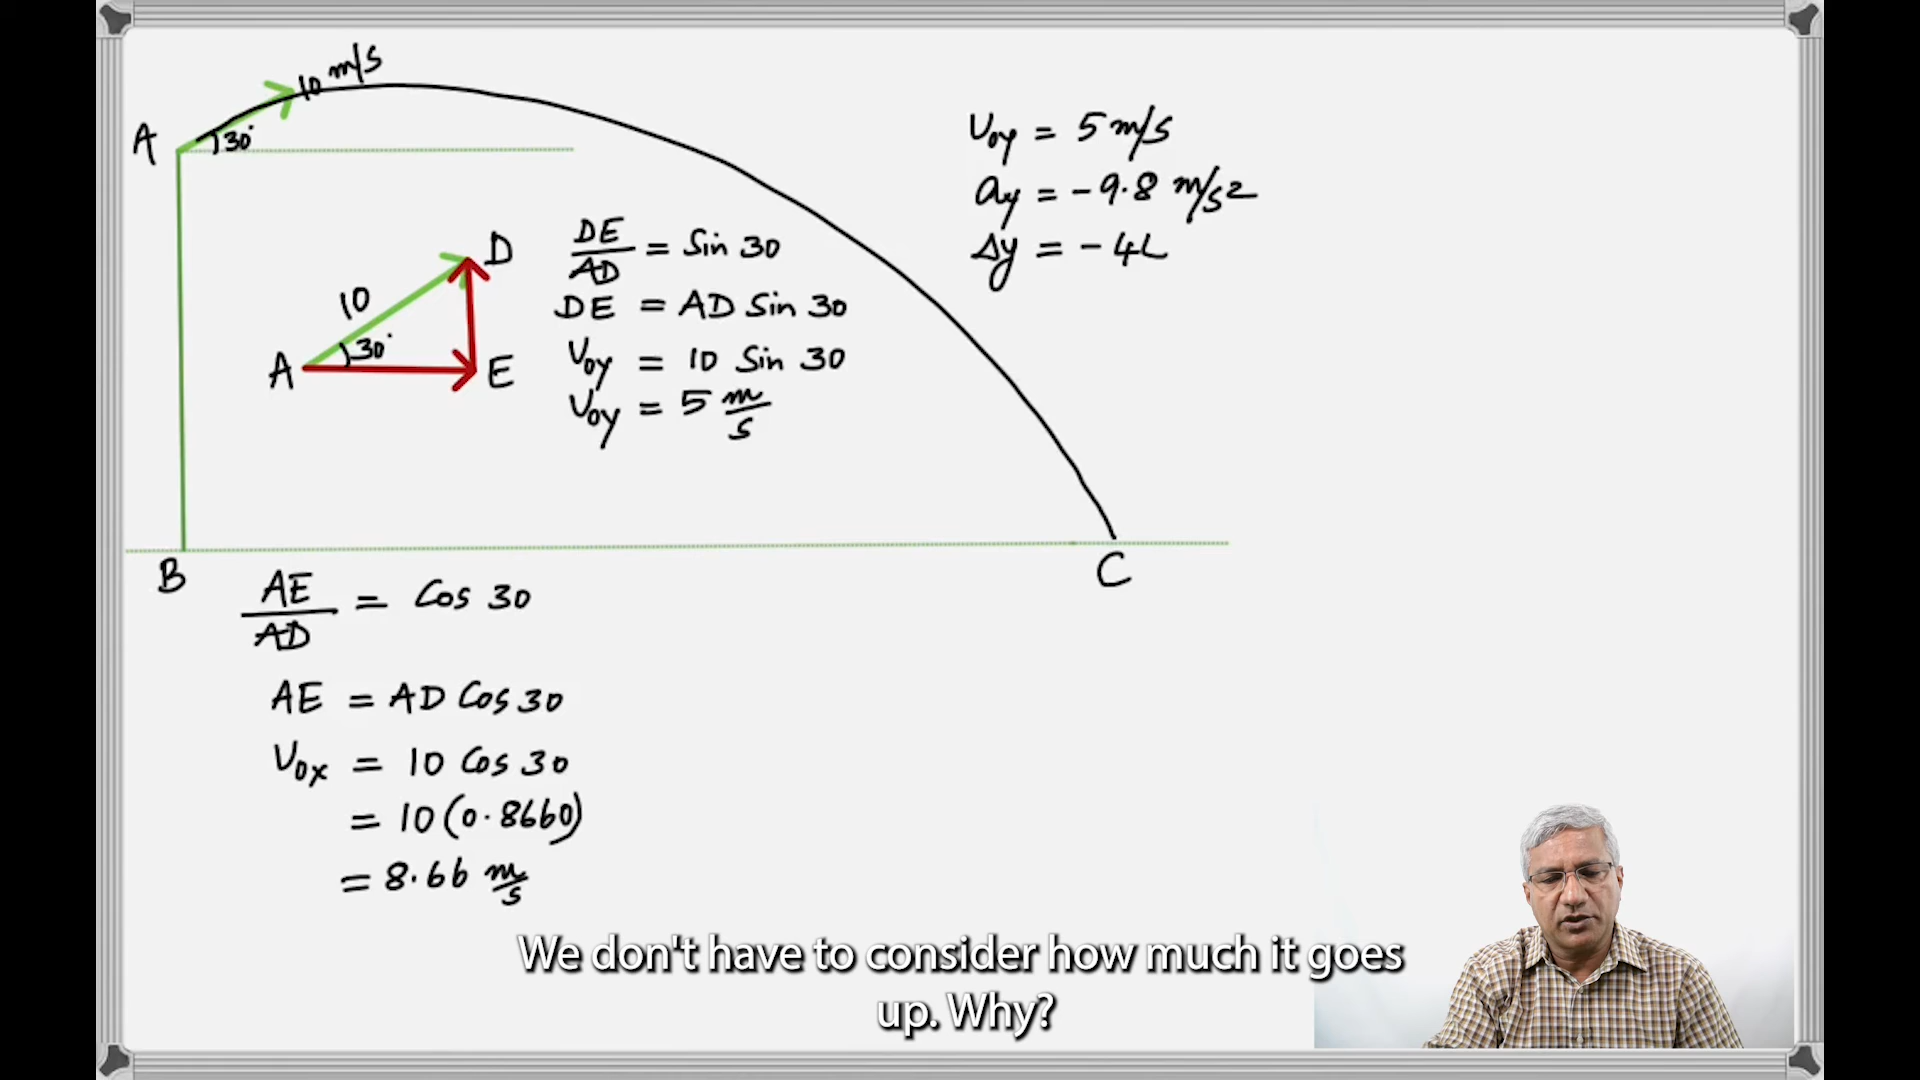 10 m/s
A
30°
D
10
30°
A
E
DE/AD = Sin 30
DE = AD Sin 30
Voy = 10 Sin 30
Voy = 5 m/s
Voy = 5 m/s
ay = -9.8 m/s2
Δy = -4
B
C
AE/AD = Cos 30
AE = AD Cos 30
Vox = 10 Cos 30
= 10 (0.8660)
= 8.66 m/s
We don't have to consider how much it goes
up. Why?